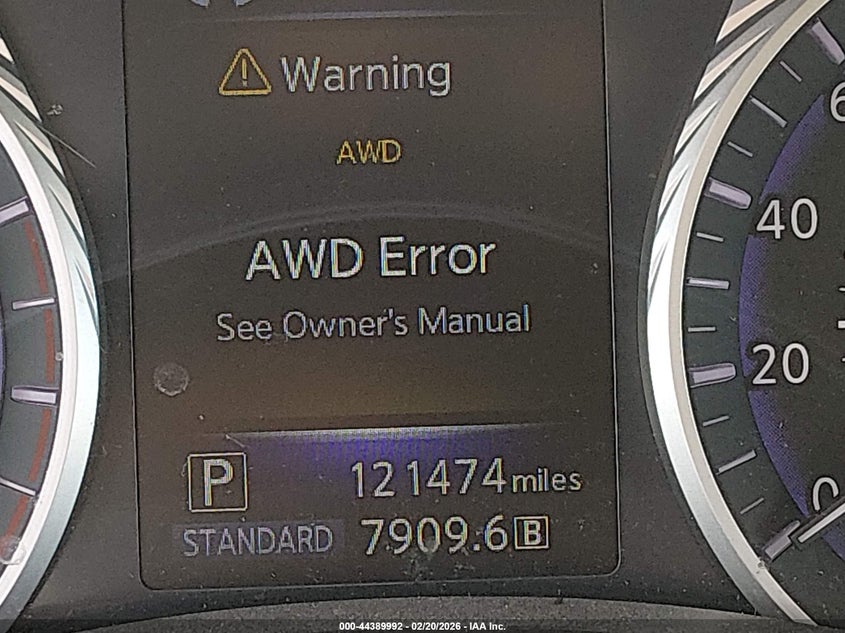 Warning
AWD
AWD Error
See Owner's Manual
P 121474 miles
STANDARD 7909.6 B
40
20
0
000-44389992 - 02/20/2026 - IAA Inc.